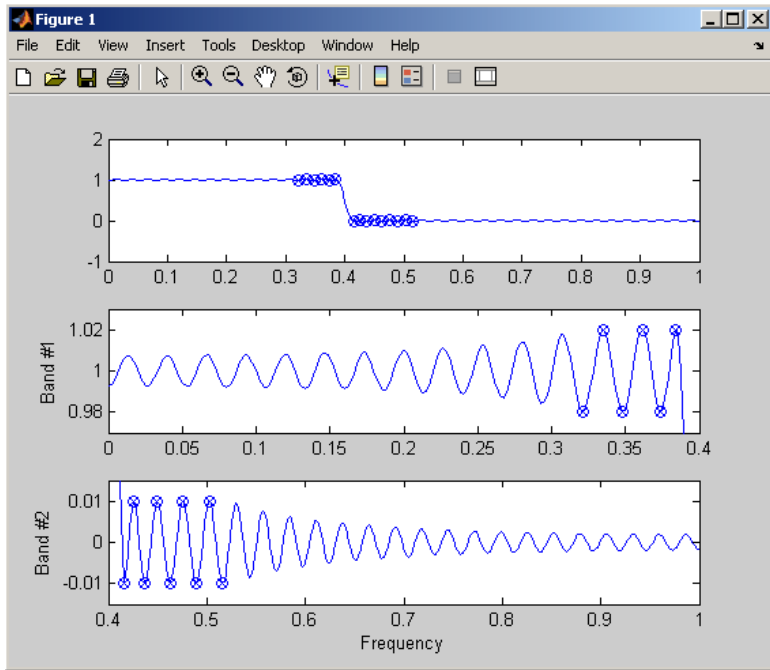 Figure 1
File Edit View Insert Tools Desktop Window Help
2
1
0
-1
0 0.1 0.2 0.3 0.4 0.5 0.6 0.7 0.8 0.9 1
Band #1
1.02
1
0.98
0 0.05 0.1 0.15 0.2 0.25 0.3 0.35 0.4
Band #2
0.01
0
-0.01
0.4 0.5 0.6 0.7 0.8 0.9 1
Frequency